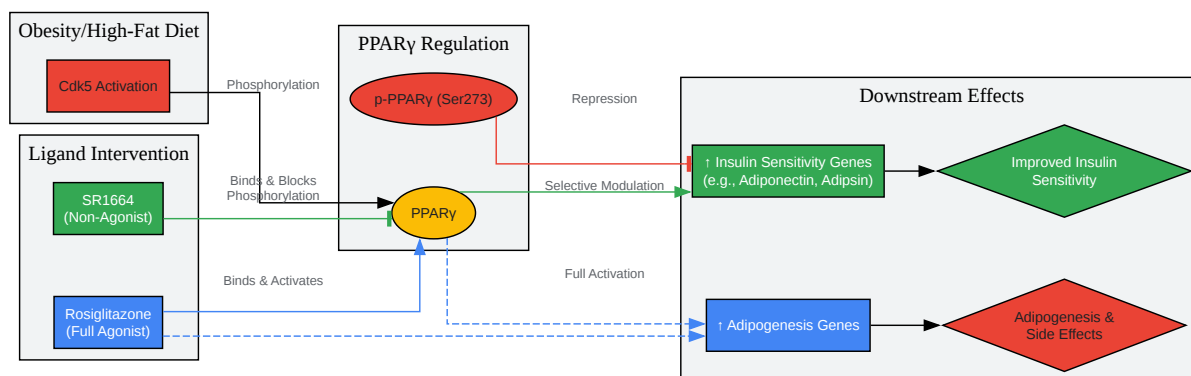 Obesity/High-Fat Diet
Cdk5 Activation
Phosphorylation
Ligand Intervention
SR1664
(Non-Agonist)
Binds & Blocks
Phosphorylation
Rosiglitazone
(Full Agonist)
Binds & Activates
PPARγ Regulation
p-PPARγ (Ser273)
PPARγ
Repression
Selective Modulation
Full Activation
Downstream Effects
↑ Insulin Sensitivity Genes
(e.g., Adiponectin, Adipsin)
Improved Insulin
Sensitivity
↑ Adipogenesis Genes
Adipogenesis &
Side Effects